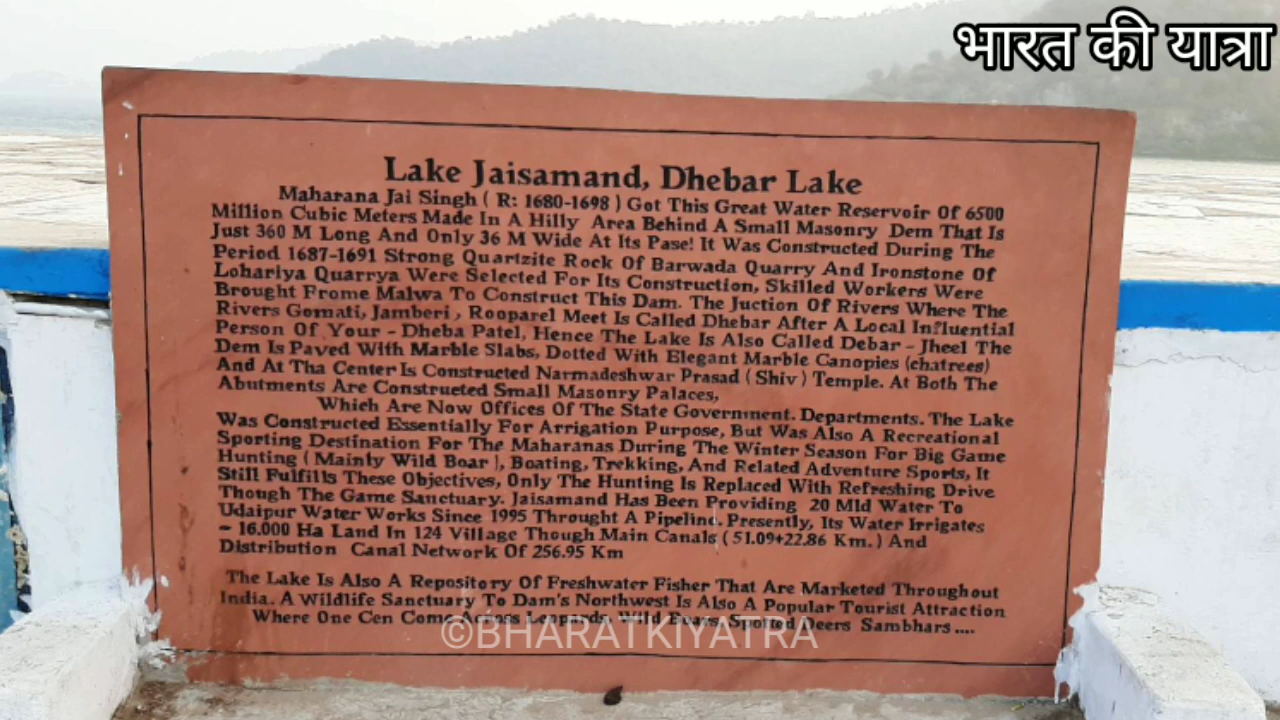 भारत की यात्रा
Lake Jaisamand, Dhebar Lake
Maharana Jai Singh ( R: 1680-1698 ) Got This Great Water Reservoir Of 6500
Million Cubic Meters Made In A Hilly Area Behind A Small Masonry Dem That Is
Just 360 M Long And Only 36 M Wide At Its Pase! It Was Constructed During The
Period 1687-1691 Strong Quartzite Rock Of Barwada Quarry And Ironstone Of
Lohariya Quarrya Were Selected For Its Construction, Skilled Workers Were
Brought Frome Malwa To Construct This Dam. The Juction Of Rivers Where The
Rivers Gomati, Jamberi , Rooparel Meet Is Called Dhebar After A Local Influential
Person Of Your - Dheba Patel, Hence The Lake Is Also Called Debar - Jheel The
Dem Is Paved With Marble Slabs, Dotted With Elegant Marble Canopies (chatrees)
And At Tha Center Is Constructed Narmadeshwar Prasad ( Shiv ) Temple. At Both The
Abutments Are Constructed Small Masonry Palaces,
Which Are Now Offices Of The State Government. Departments. The Lake
Was Constructed Essentially For Arrigation Purpose, But Was Also A Recreational
Sporting Destination For The Maharanas During The Winter Season For Big Game
Hunting ( Mainly Wild Boar ), Boating, Trekking, And Related Adventure Sports, It
Still Fulfills These Objectives, Only The Hunting Is Replaced With Refreshing Drive
Though The Game Sanctuary. Jaisamand Has Been Providing 20 Mld Water To
Udaipur Water Works Since 1995 Throught A Pipeline. Presently, Its Water Irrigates
~ 16.000 Ha Land In 124 Village Though Main Canals ( 51.09+22.86 Km. ) And
Distribution Canal Network Of 256.95 Km
The Lake Is Also A Repository Of Freshwater Fisher That Are Marketed Throughout
India. A Wildlife Sanctuary To Dam's Northwest Is Also A Popular Tourist Attraction
Where One Cen Come Across Leopards, Wild Boars, Spotted Deers Sambhars ....
©BHARATKIYATRA